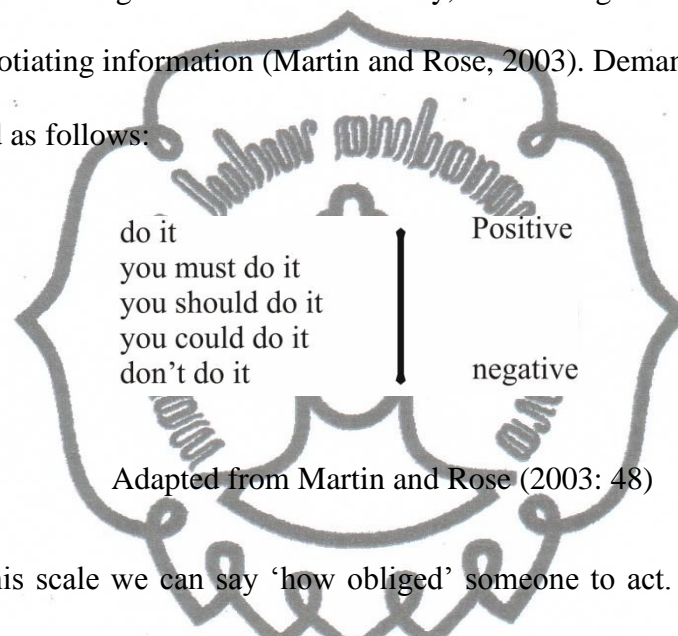 otiating information (Martin and Rose, 2003). Deman
as follows:
do it
Positive
you must do it
you should do it
you could do it
don't do it
negative
Adapted from Martin and Rose (2003: 48)
his scale we can say ‘how obliged’ someone to act.